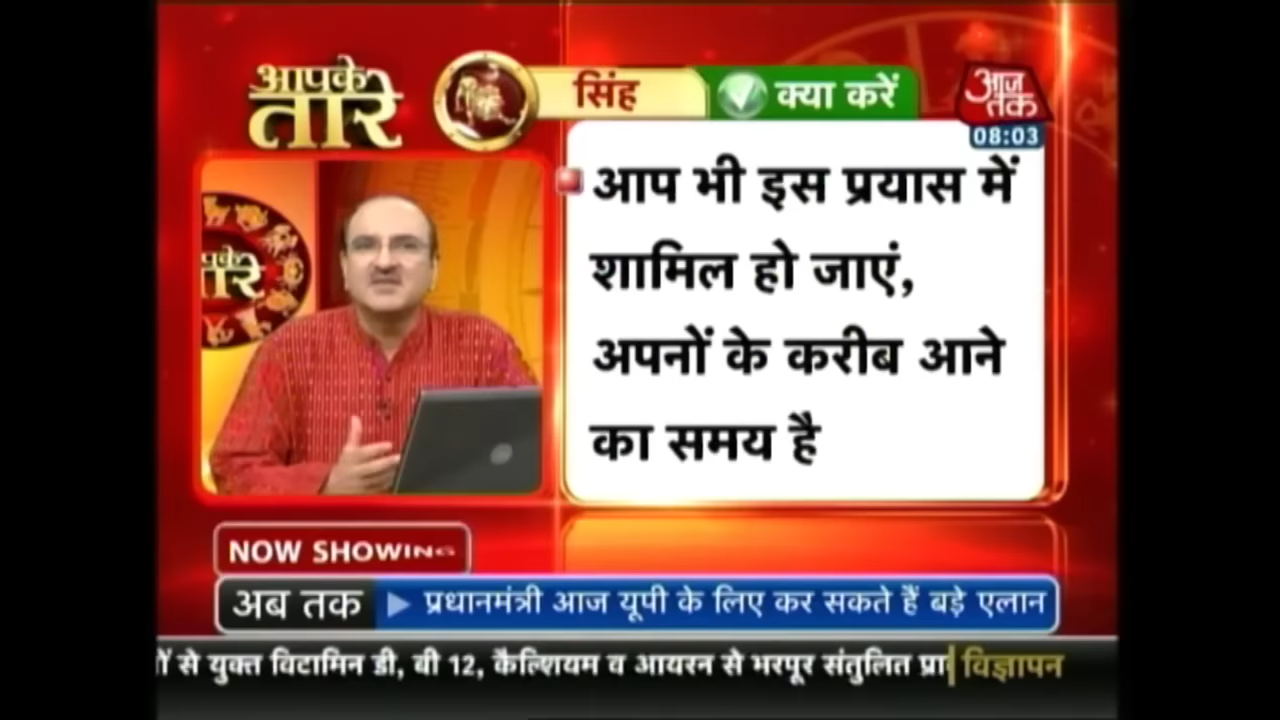 आपके
तारे
सिंह
क्या करें
आज
तक
08:03
आप भी इस प्रयास में
शामिल हो जाएं,
अपनों के करीब आने
का समय है
NOW SHOWING
अब तक
प्रधानमंत्री आज यूपी के लिए कर सकते हैं बड़े एलान
से युक्त विटामिन डी, बी 12, कैल्शियम व आयरन से भरपूर संतुलित
विज्ञापन